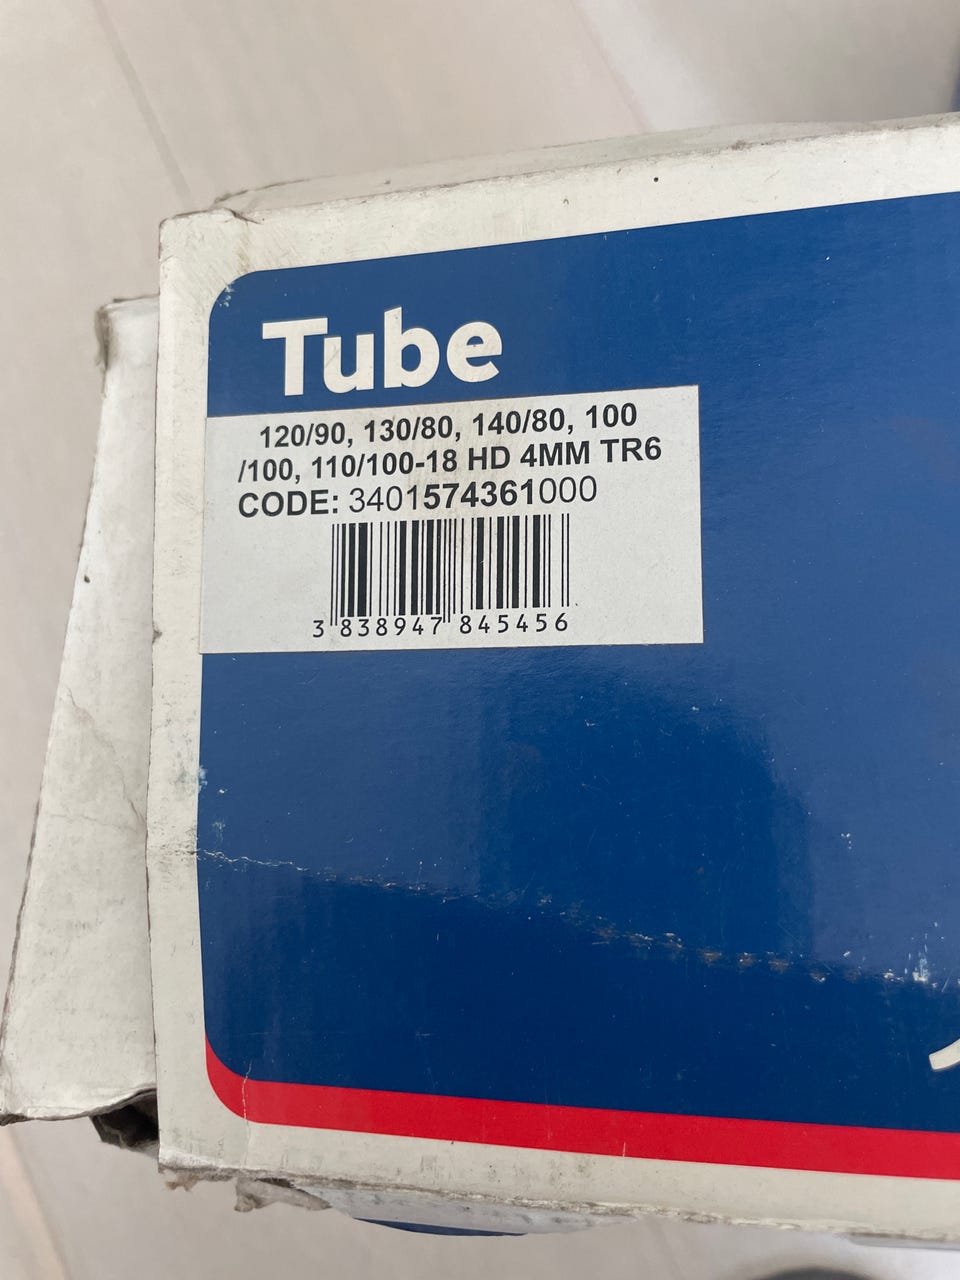 Tube
120/90, 130/80, 140/80, 100
/100, 110/100-18 HD 4MM TR6
CODE: 3401574361000
3 838947 845456